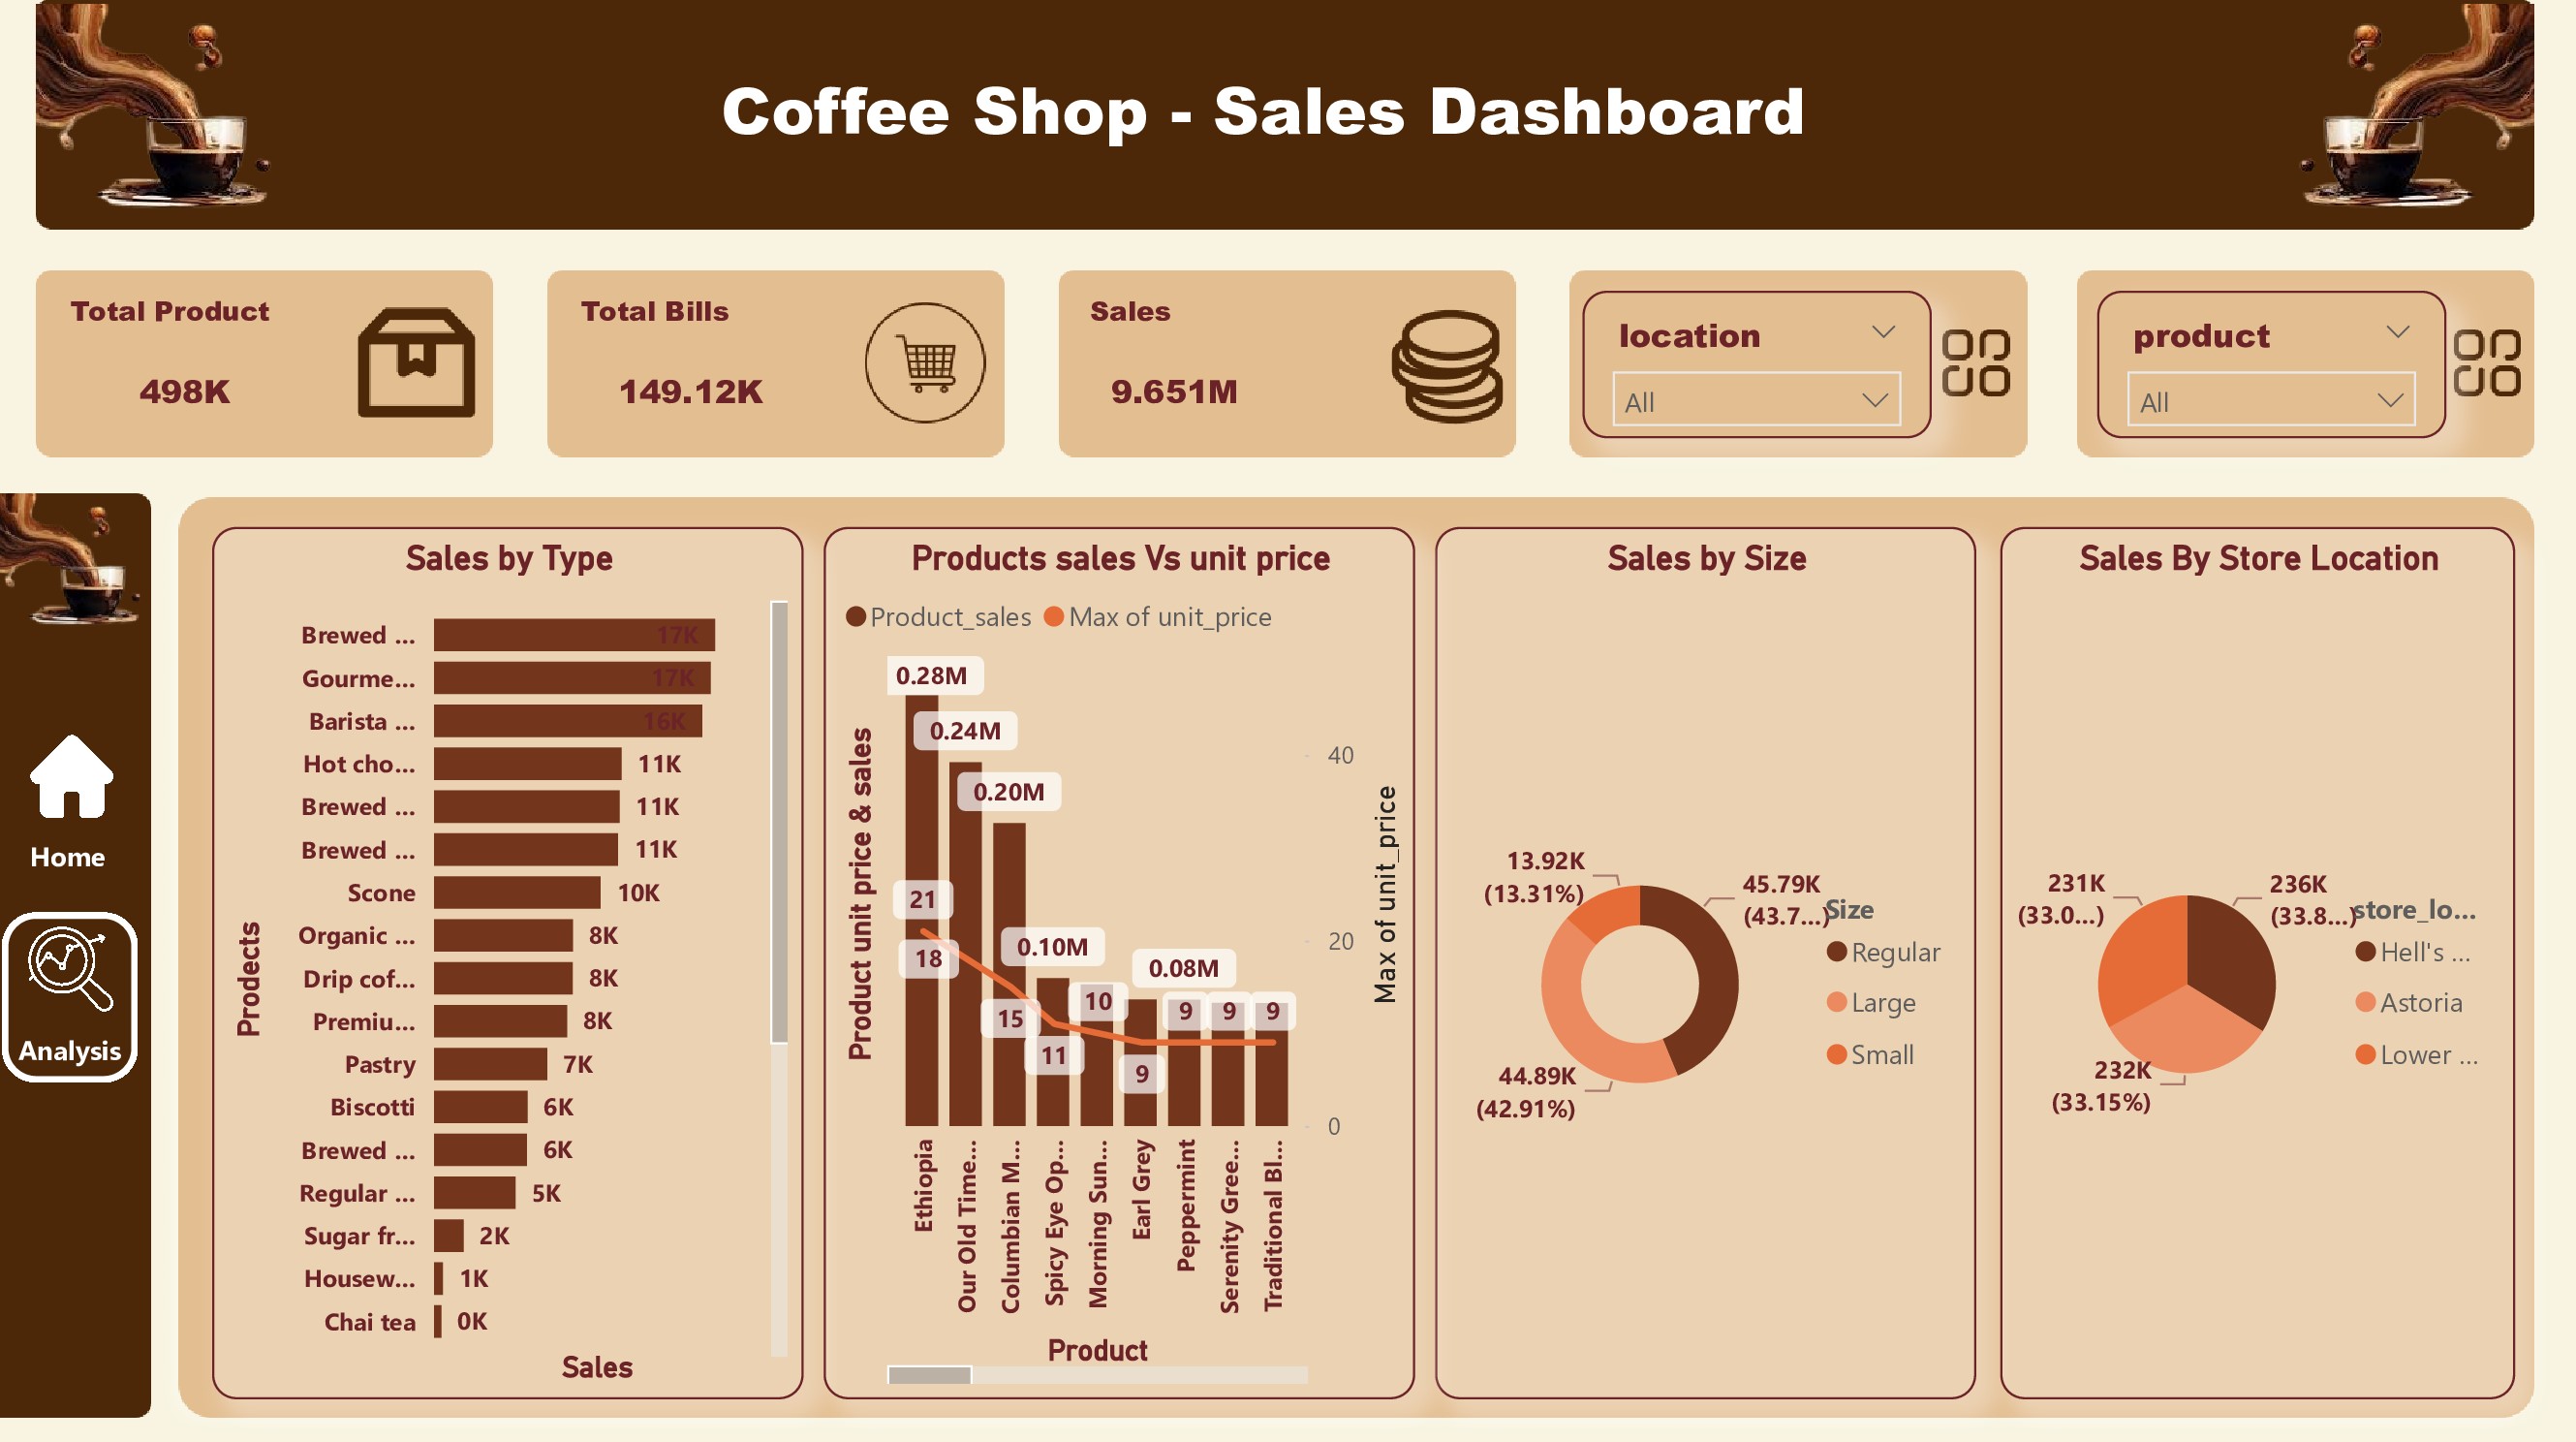 Coffee Shop - Sales Dashboard
Total Product
498K
Total Bills
149.12K
Sales
9.651M
location
All
product
All
Home
Analysis
Sales by Type
Prodects
Brewed ... 17K
Gourme... 17K
Barista ... 16K
Hot cho... 11K
Brewed ... 11K
Brewed ... 11K
Scone 10K
Organic ... 8K
Drip cof... 8K
Premiu... 8K
Pastry 7K
Biscotti 6K
Brewed ... 6K
Regular ... 5K
Sugar fr... 2K
Housew... 1K
Chai tea 0K
Sales
Products sales Vs unit price
Product_sales Max of unit_price
Product unit price & sales
0.28M
0.24M
0.20M
0.10M
0.08M
21
18
15
11
10
9
9
9
9
40
20
0
Max of unit_price
Ethiopia
Our Old Time...
Columbian M...
Spicy Eye Op...
Morning Sun...
Earl Grey
Peppermint
Serenity Gree...
Traditional Bl...
Product
Sales by Size
13.92K
(13.31%)
45.79K
(43.7...)
44.89K
(42.91%)
Size
Regular
Large
Small
Sales By Store Location
231K
(33.0...)
236K
(33.8...)
232K
(33.15%)
store_lo...
Hell's ...
Astoria
Lower ...